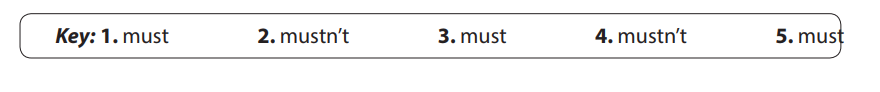 Key: 1. must 2. mustn’t 3. must 4. mustn’t 5. must